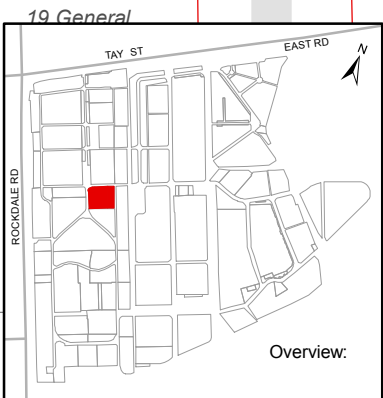 19 General
TAY ST
EAST RD
N
ROCKDALE RD
Overview: